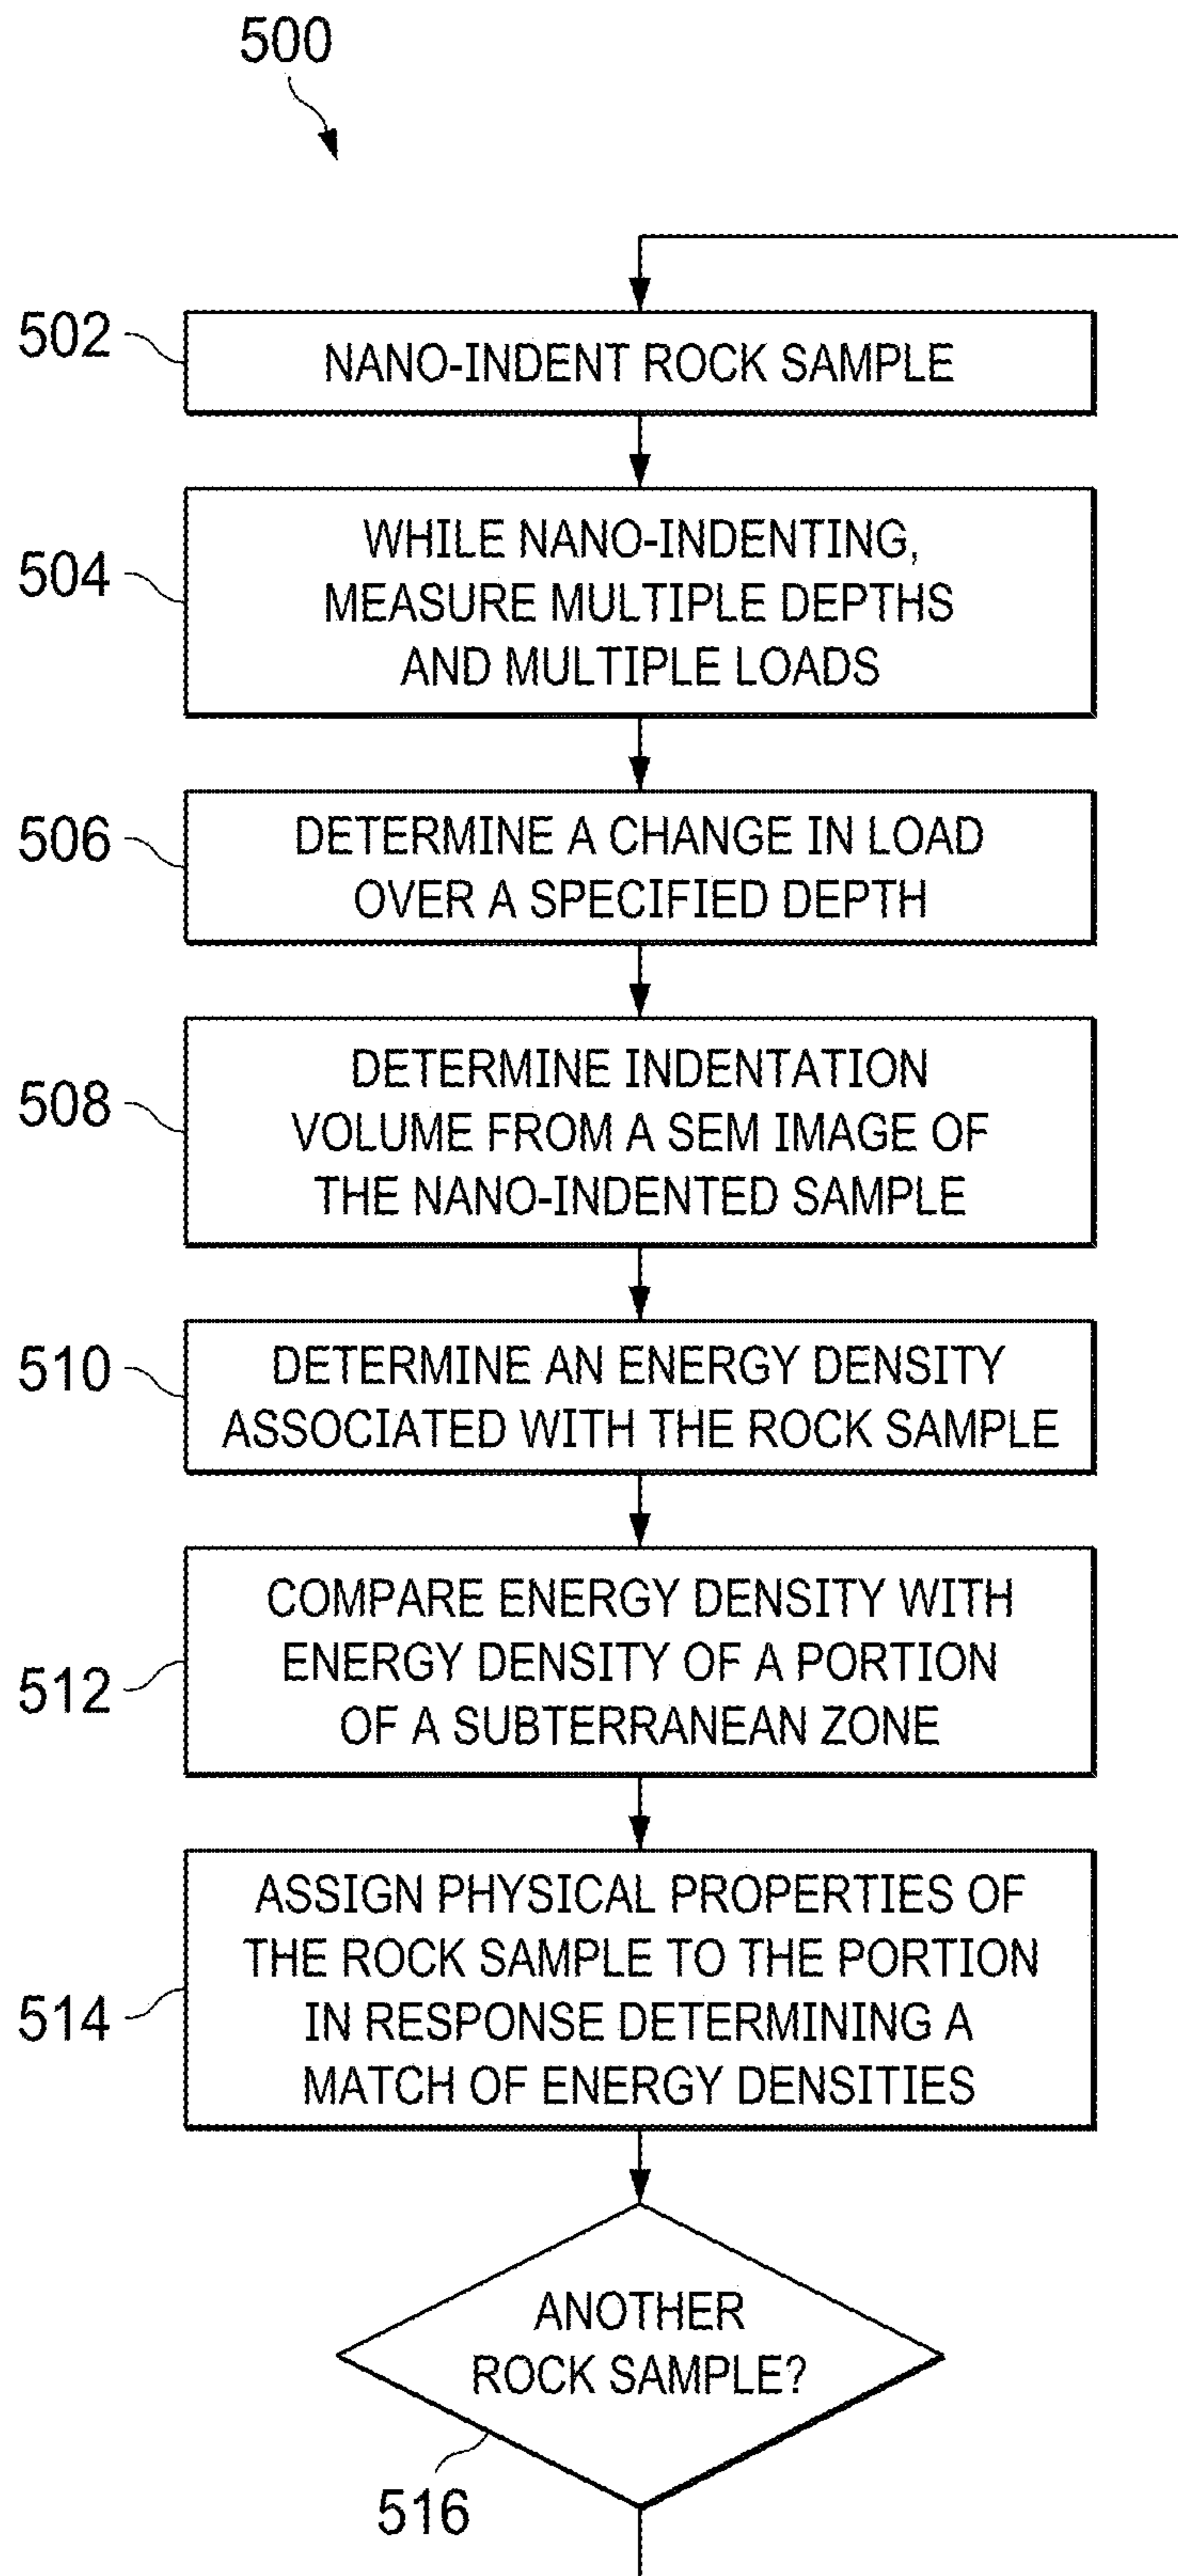 500
502
NANO-INDENT ROCK SAMPLE
504
WHILE NANO-INDENTING,
MEASURE MULTIPLE DEPTHS
AND MULTIPLE LOADS
506
DETERMINE A CHANGE IN LOAD
OVER A SPECIFIED DEPTH
508
DETERMINE INDENTATION
VOLUME FROM A SEM IMAGE OF
THE NANO-INDENTED SAMPLE
510
DETERMINE AN ENERGY DENSITY
ASSOCIATED WITH THE ROCK SAMPLE
512
COMPARE ENERGY DENSITY WITH
ENERGY DENSITY OF A PORTION
OF A SUBTERRANEAN ZONE
514
ASSIGN PHYSICAL PROPERTIES OF
THE ROCK SAMPLE TO THE PORTION
IN RESPONSE DETERMINING A
MATCH OF ENERGY DENSITIES
ANOTHER
ROCK SAMPLE?
516